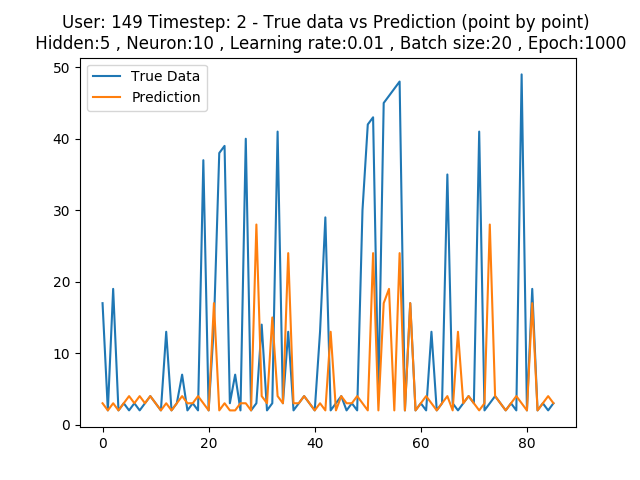 User: 149 Timestep: 2 - True data vs Prediction (point by point)
Hidden:5 , Neuron:10 , Learning rate:0.01 , Batch size:20 , Epoch:1000
True Data
Prediction
50
40
30
20
10
0
0 20 40 60 80